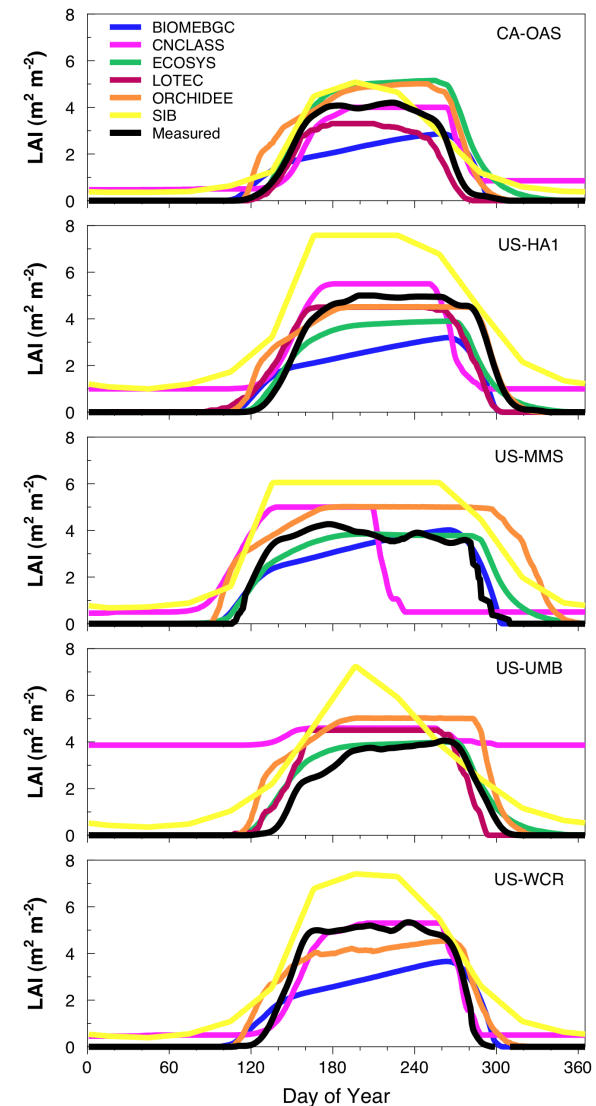 CA-OAS
BIOMEBGC
CNCLASS
ECOSYS
LOTEC
ORCHIDEE
SIB
Measured
LAI (m² m⁻²)
8
6
4
2
0
US-HA1
LAI (m² m⁻²)
8
6
4
2
0
US-MMS
LAI (m² m⁻²)
8
6
4
2
0
US-UMB
LAI (m² m⁻²)
8
6
4
2
0
US-WCR
LAI (m² m⁻²)
8
6
4
2
0
0 60 120 180 240 300 360
Day of Year